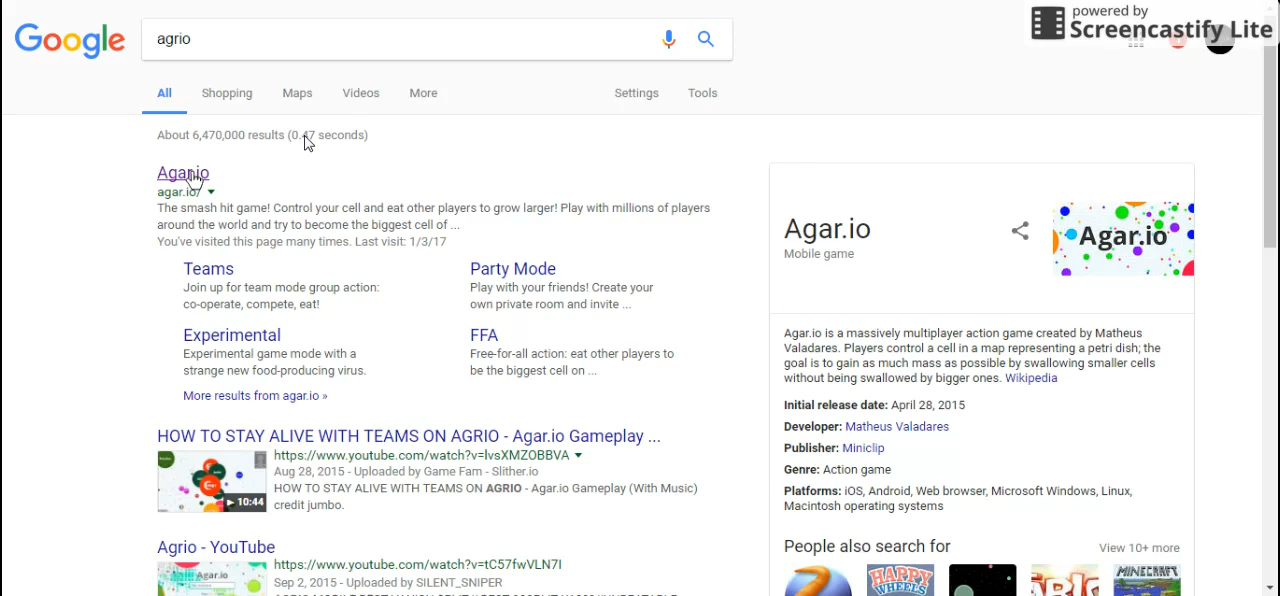 powered by
Screencastify Lite
Google
agrio
All Shopping Maps Videos More Settings Tools
About 6,470,000 results (0.47 seconds)
Agar.io
agar.io/
The smash hit game! Control your cell and eat other players to grow larger! Play with millions of players
around the world and try to become the biggest cell of ...
You've visited this page many times. Last visit: 1/3/17
Teams
Join up for team mode group action:
co-operate, compete, eat!
Party Mode
Play with your friends! Create your
own private room and invite ...
Experimental
Experimental game mode with a
strange new food-producing virus.
FFA
Free-for-all action: eat other players to
be the biggest cell on ...
More results from agar.io »
HOW TO STAY ALIVE WITH TEAMS ON AGRIO - Agar.io Gameplay ...
https://www.youtube.com/watch?v=lvsXMZOBBVA
Aug 28, 2015 - Uploaded by Game Fam - Slither.io
HOW TO STAY ALIVE WITH TEAMS ON AGRIO - Agar.io Gameplay (With Music)
credit jumbo.
10:44
Agrio - YouTube
https://www.youtube.com/watch?v=tC57fwVLN7I
Sep 2, 2015 - Uploaded by SILENT_SNIPER
Agar.io
Agar.io
Mobile game
Agar.io
Agar.io is a massively multiplayer action game created by Matheus
Valadares. Players control a cell in a map representing a petri dish; the
goal is to gain as much mass as possible by swallowing smaller cells
without being swallowed by bigger ones. Wikipedia
Initial release date: April 28, 2015
Developer: Matheus Valadares
Publisher: Miniclip
Genre: Action game
Platforms: iOS, Android, Web browser, Microsoft Windows, Linux,
Macintosh operating systems
People also search for
View 10+ more
HAPPY
WHEELS
MINECRAFT